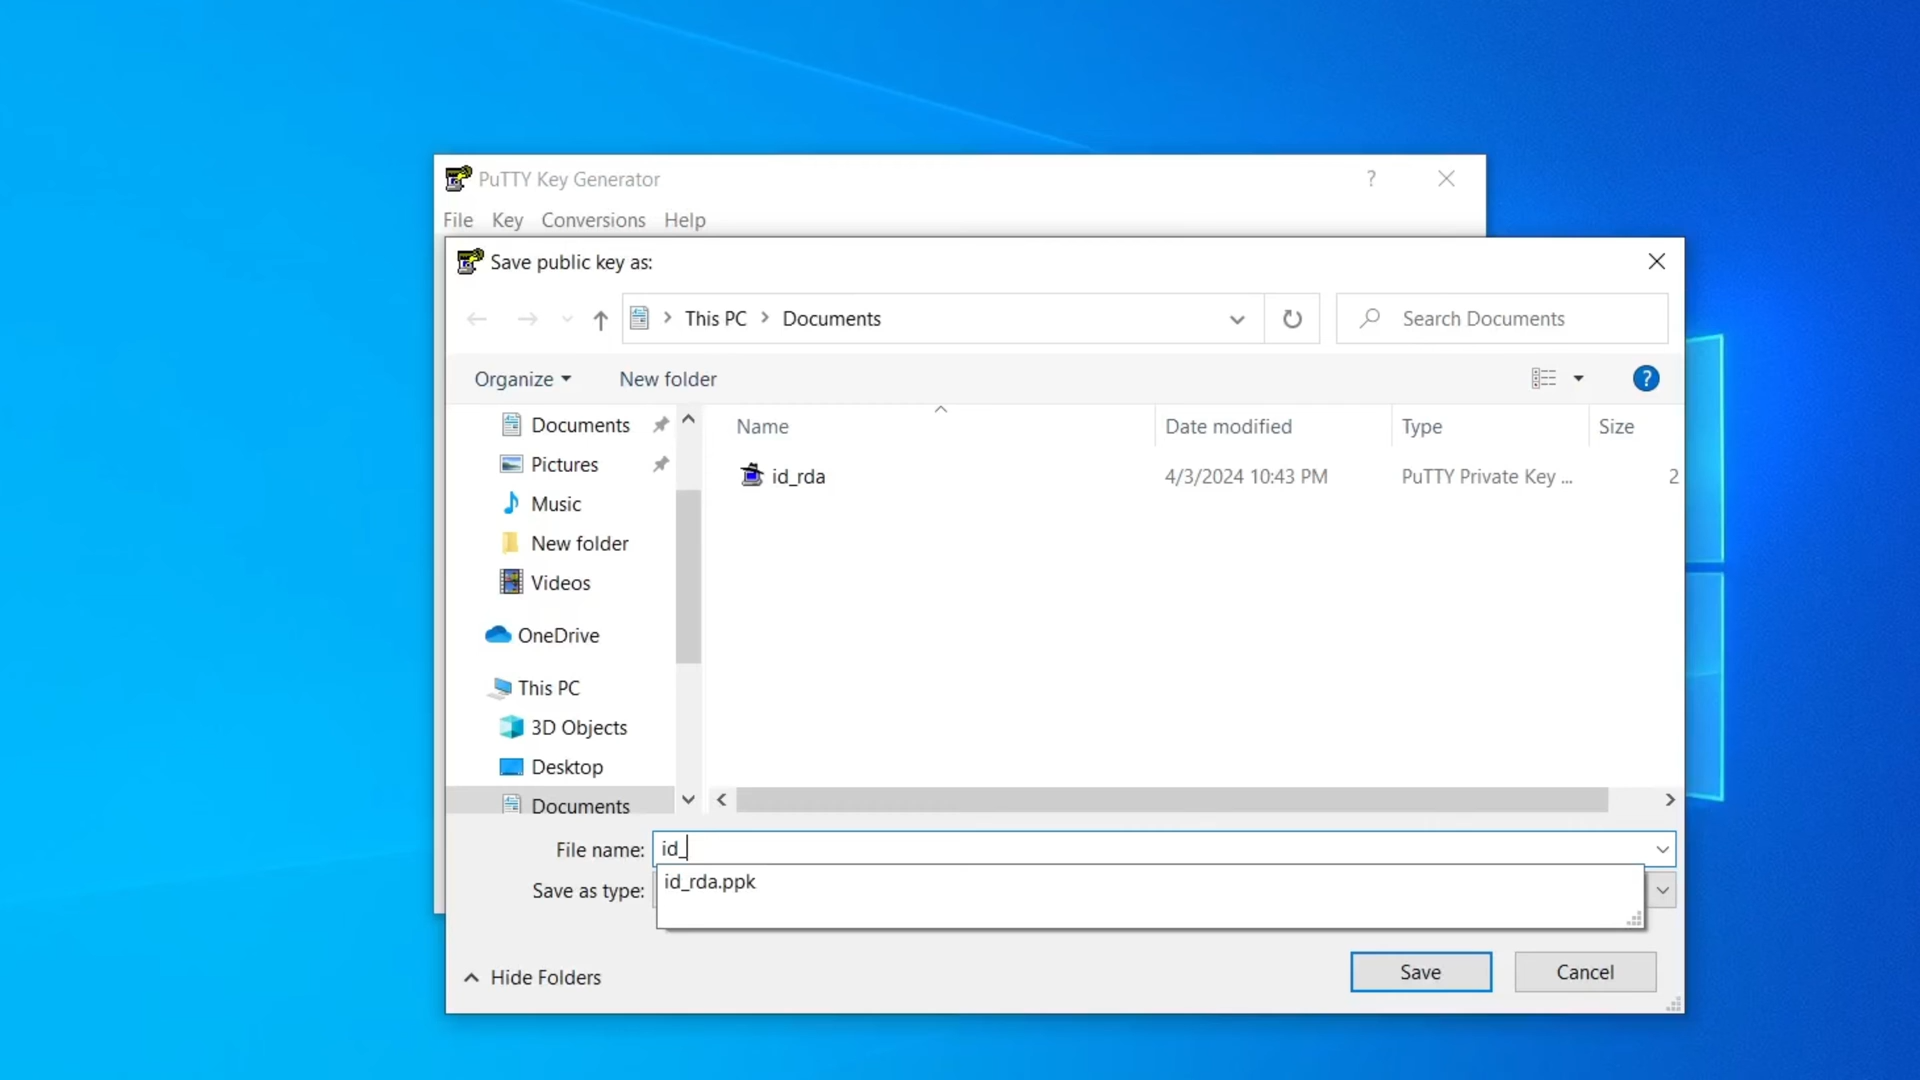 PuTTY Key Generator
?
File Key Conversions Help
Save public key as:
This PC > Documents
Search Documents
Organize
New folder
?
Documents
Pictures
Music
New folder
Videos
OneDrive
This PC
3D Objects
Desktop
Documents
Name Date modified Type Size
id_rda 4/3/2024 10:43 PM PuTTY Private Key ... 2
File name: id_
id_rda.ppk
Save as type:
Hide Folders
Save
Cancel